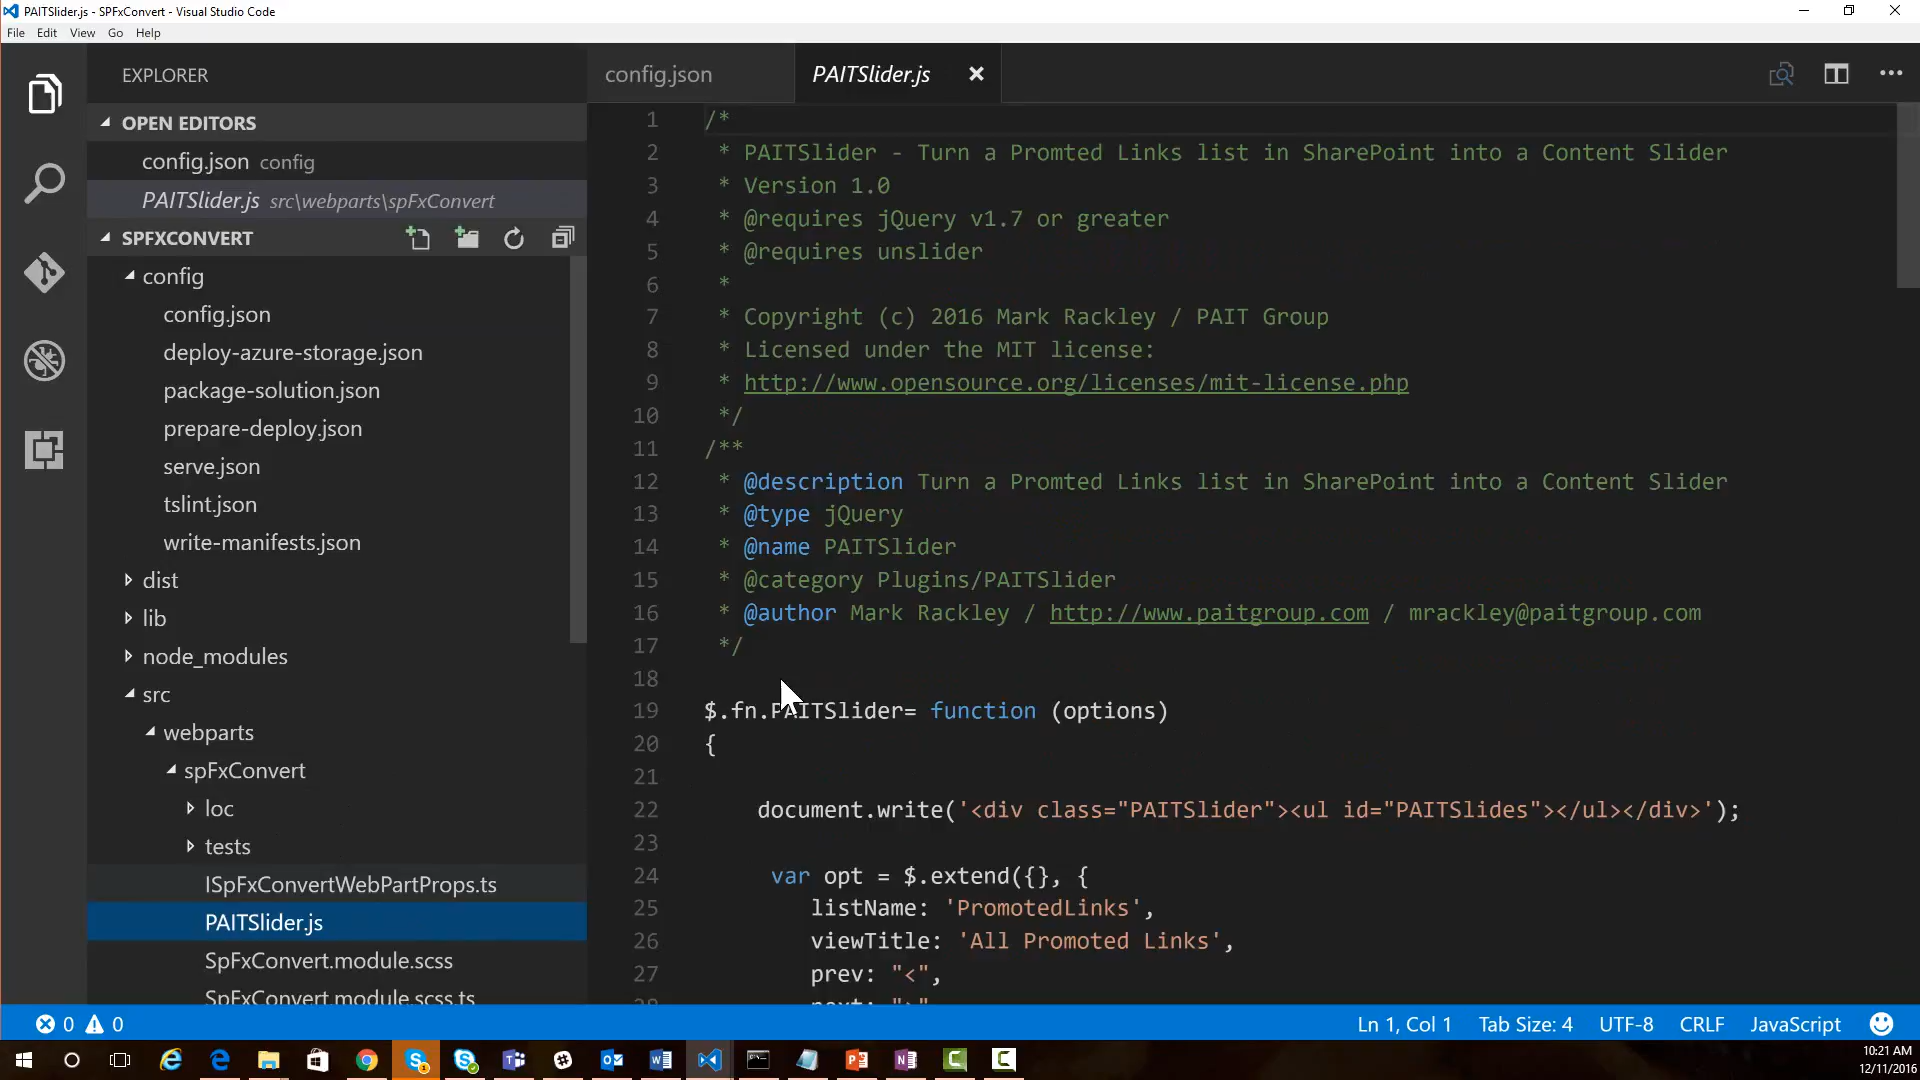 PAITSlider.js - SPFxConvert - Visual Studio Code
File Edit View Go Help
EXPLORER
OPEN EDITORS
config.json config
PAITSlider.js src\webparts\spFxConvert
SPFXCONVERT
config
config.json
deploy-azure-storage.json
package-solution.json
prepare-deploy.json
serve.json
tslint.json
write-manifests.json
dist
lib
node_modules
src
webparts
spFxConvert
loc
tests
ISpFxConvertWebPartProps.ts
PAITSlider.js
SpFxConvert.module.scss
SpFxConvert.module.scss.ts
config.json PAITSlider.js
1 /*
2 * PAITSlider - Turn a Promted Links list in SharePoint into a Content Slider
3 * Version 1.0
4 * @requires jQuery v1.7 or greater
5 * @requires unslider
6 *
7 * Copyright (c) 2016 Mark Rackley / PAIT Group
8 * Licensed under the MIT license:
9 * http://www.opensource.org/licenses/mit-license.php
10 */
11 /**
12 * @description Turn a Promted Links list in SharePoint into a Content Slider
13 * @type jQuery
14 * @name PAITSlider
15 * @category Plugins/PAITSlider
16 * @author Mark Rackley / http://www.paitgroup.com / mrackley@paitgroup.com
17 */
18
19 $.fn.PAITSlider= function (options)
20 {
21
22 document.write('<div class="PAITSlider"><ul id="PAITSlides"></ul></div>');
23
24 var opt = $.extend({}, {
25 listName: 'PromotedLinks',
26 viewTitle: 'All Promoted Links',
27 prev: "<",
28 next: ">"
0 0 Ln 1, Col 1 Tab Size: 4 UTF-8 CRLF JavaScript
10:21 AM
12/11/2016